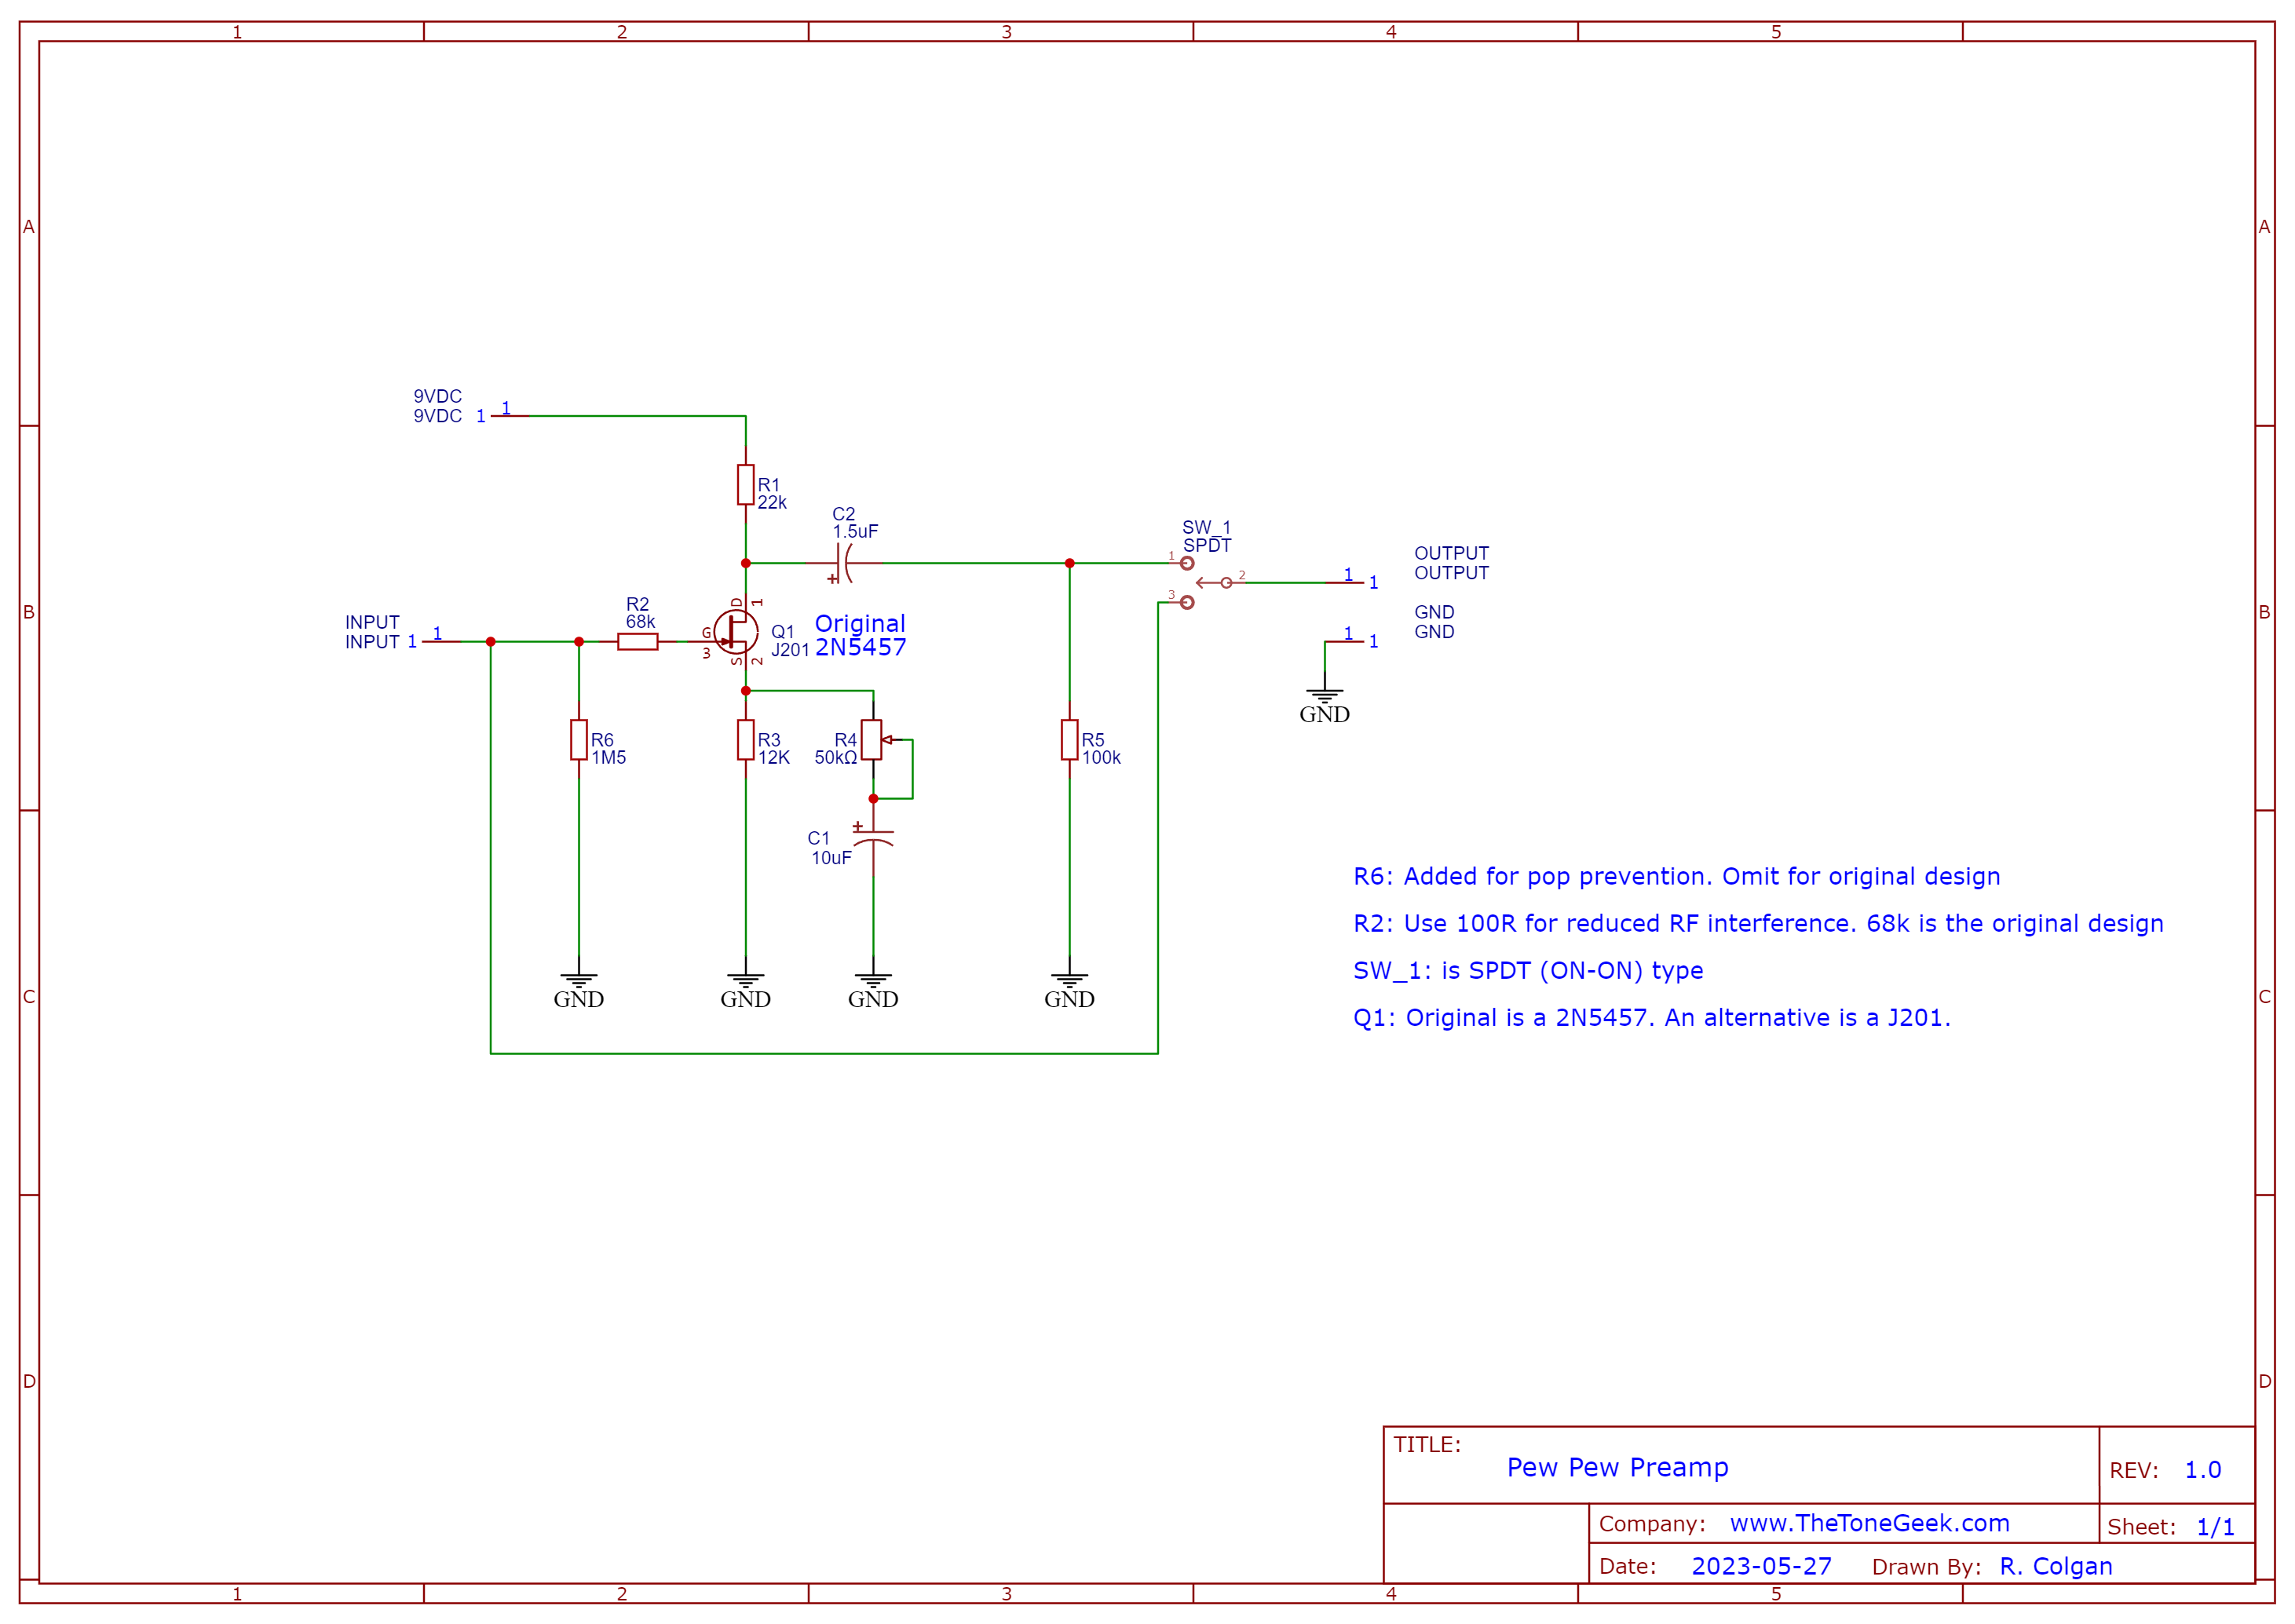 1 2 3 4 5
A A
9VDC
9VDC 1 1
R1
22k
C2
1.5uF
+
SW_1
SPDT
1
2
3
OUTPUT
OUTPUT
1 1
GND
GND
1 1
GND
INPUT
INPUT 1 1
R2
68k
D 1
G
3
S 2
Q1
J201
Original
2N5457
B B
R6
1M5
R3
12K
R4
50kΩ
R5
100k
+
C1
10uF
GND GND GND GND
C C
R6: Added for pop prevention. Omit for original design
R2: Use 100R for reduced RF interference. 68k is the original design
SW_1: is SPDT (ON-ON) type
Q1: Original is a 2N5457. An alternative is a J201.
D D
TITLE:
Pew Pew Preamp
REV: 1.0
Company: www.TheToneGeek.com
Sheet: 1/1
Date: 2023-05-27 Drawn By: R. Colgan
1 2 3 4 5